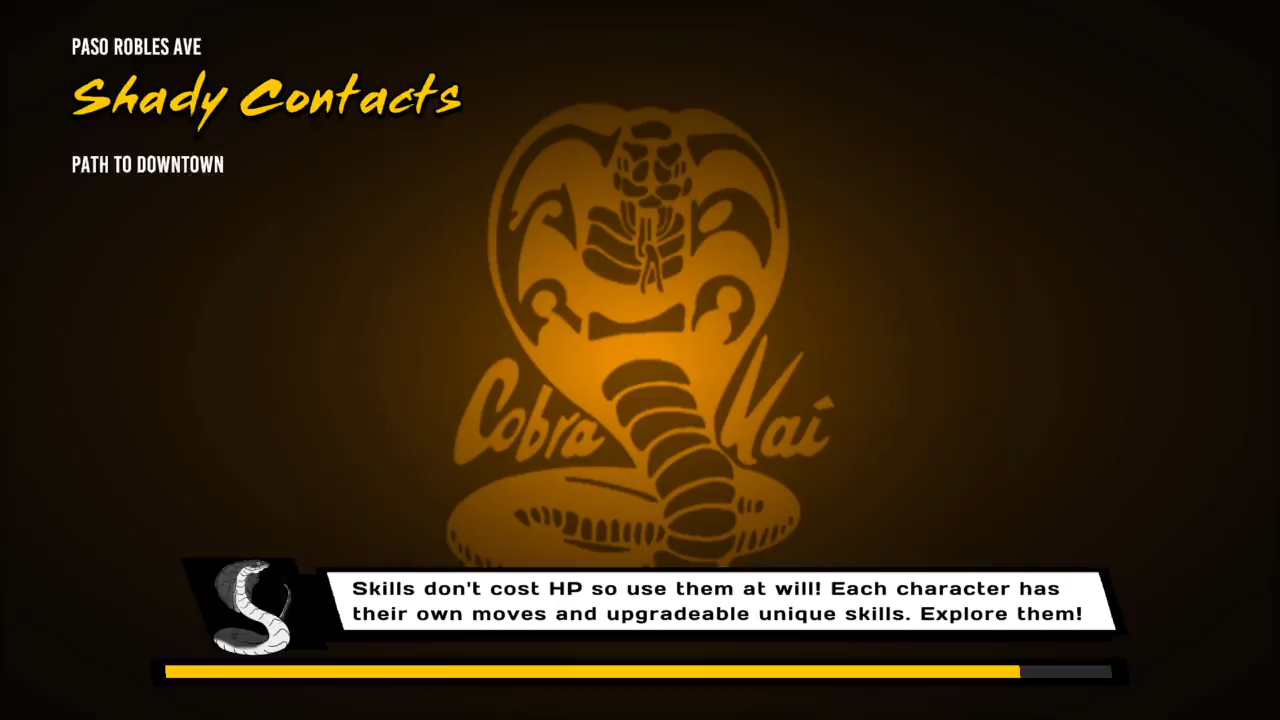 PASO ROBLES AVE
Shady Contacts
PATH TO DOWNTOWN
Cobra Kai
Skills don't cost HP so use them at will! Each character has
their own moves and upgradeable unique skills. Explore them!